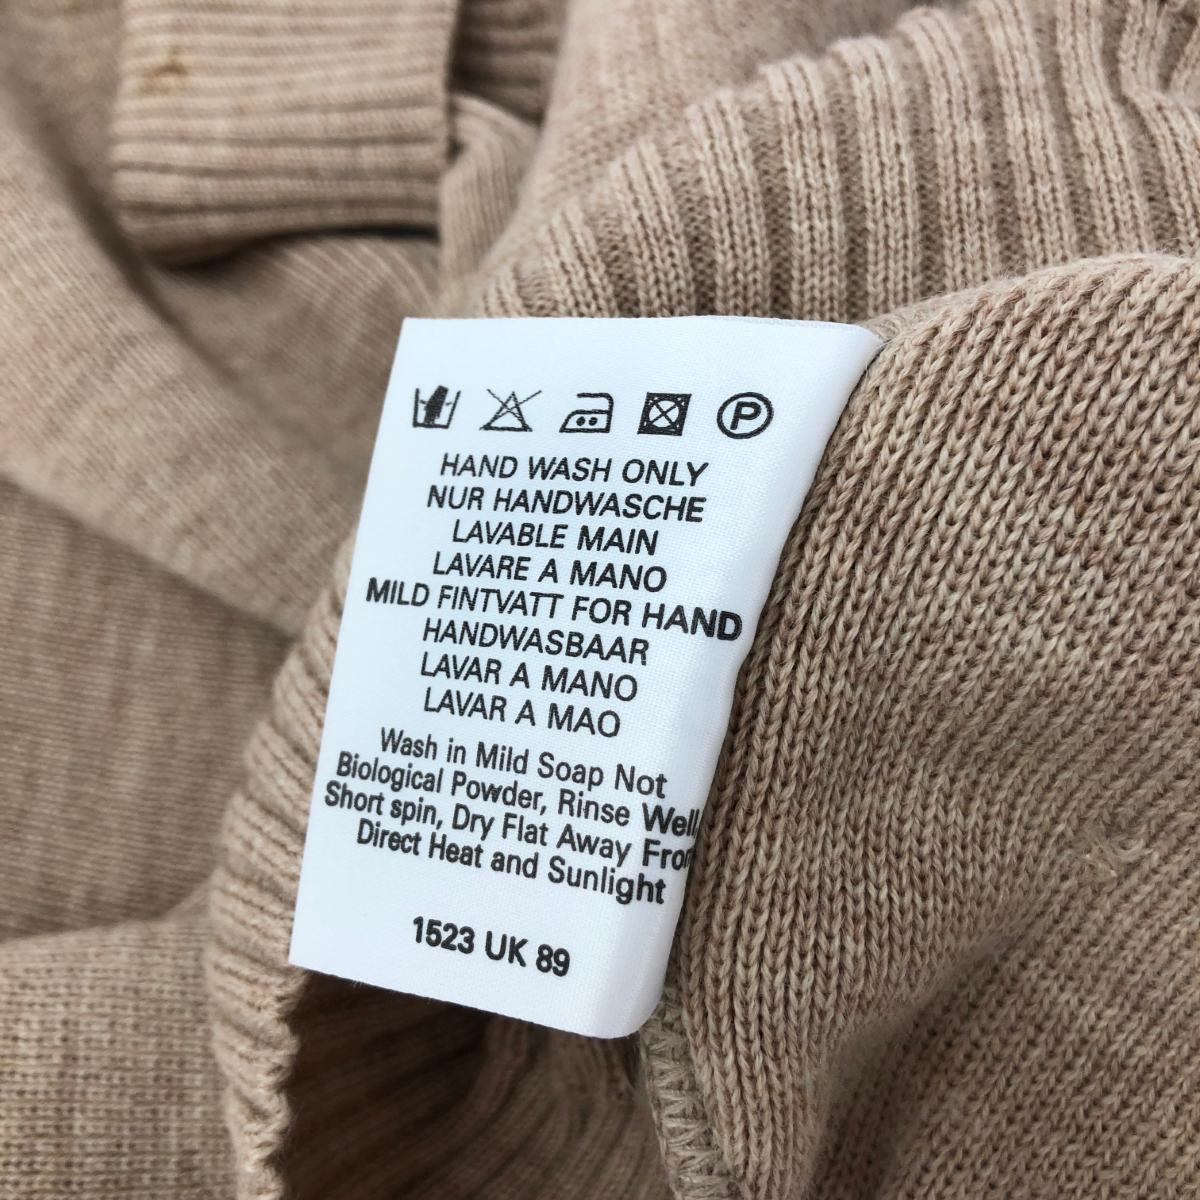 P
HAND WASH ONLY
NUR HANDWASCHE
LAVABLE MAIN
LAVARE A MANO
MILD FINTVATT FOR HAND
HANDWASBAAR
LAVAR A MANO
LAVAR A MAO
Wash in Mild Soap Not
Biological Powder, Rinse Well,
Short spin, Dry Flat Away From
Direct Heat and Sunlight
1523 UK 89